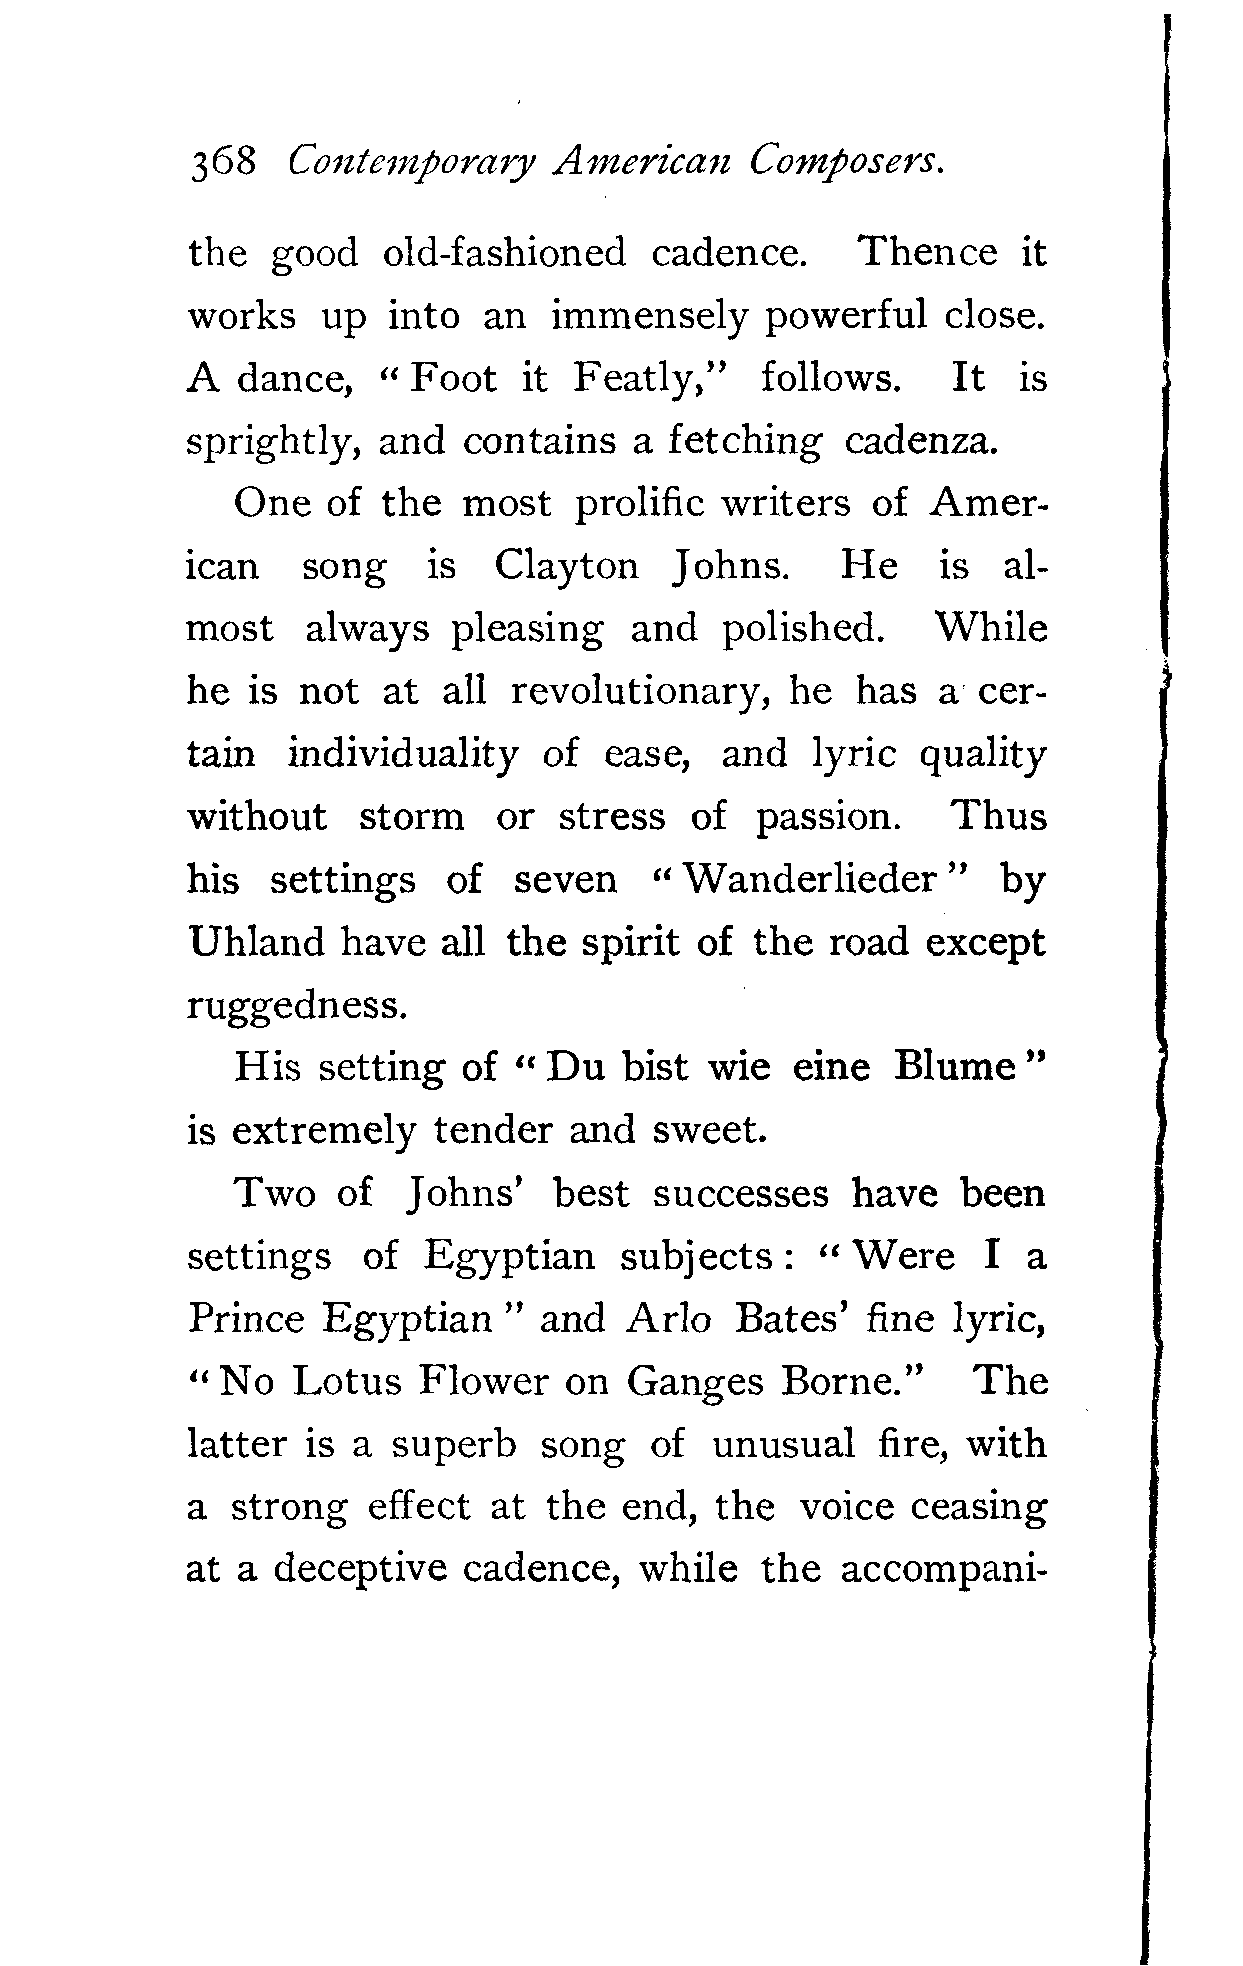 368 Contemporary American Composers.
the good old-fashioned cadence. Thence it
works up into an immensely powerful close.
A dance, “ Foot it Featly,” follows. It is
sprightly, and contains a fetching cadenza.
One of the most prolific writers of Amer-
ican song is Clayton Johns. He is al-
most always pleasing and polished. While
he is not at all revolutionary, he has a cer-
tain individuality of ease, and lyric quality
without storm or stress of passion. Thus
his settings of seven “ Wanderlieder ” by
Uhland have all the spirit of the road except
ruggedness.
His setting of “ Du bist wie eine Blume ”
is extremely tender and sweet.
Two of Johns’ best successes have been
settings of Egyptian subjects : “ Were I a
Prince Egyptian ” and Arlo Bates’ fine lyric,
“ No Lotus Flower on Ganges Borne.” The
latter is a superb song of unusual fire, with
a strong effect at the end, the voice ceasing
at a deceptive cadence, while the accompani-